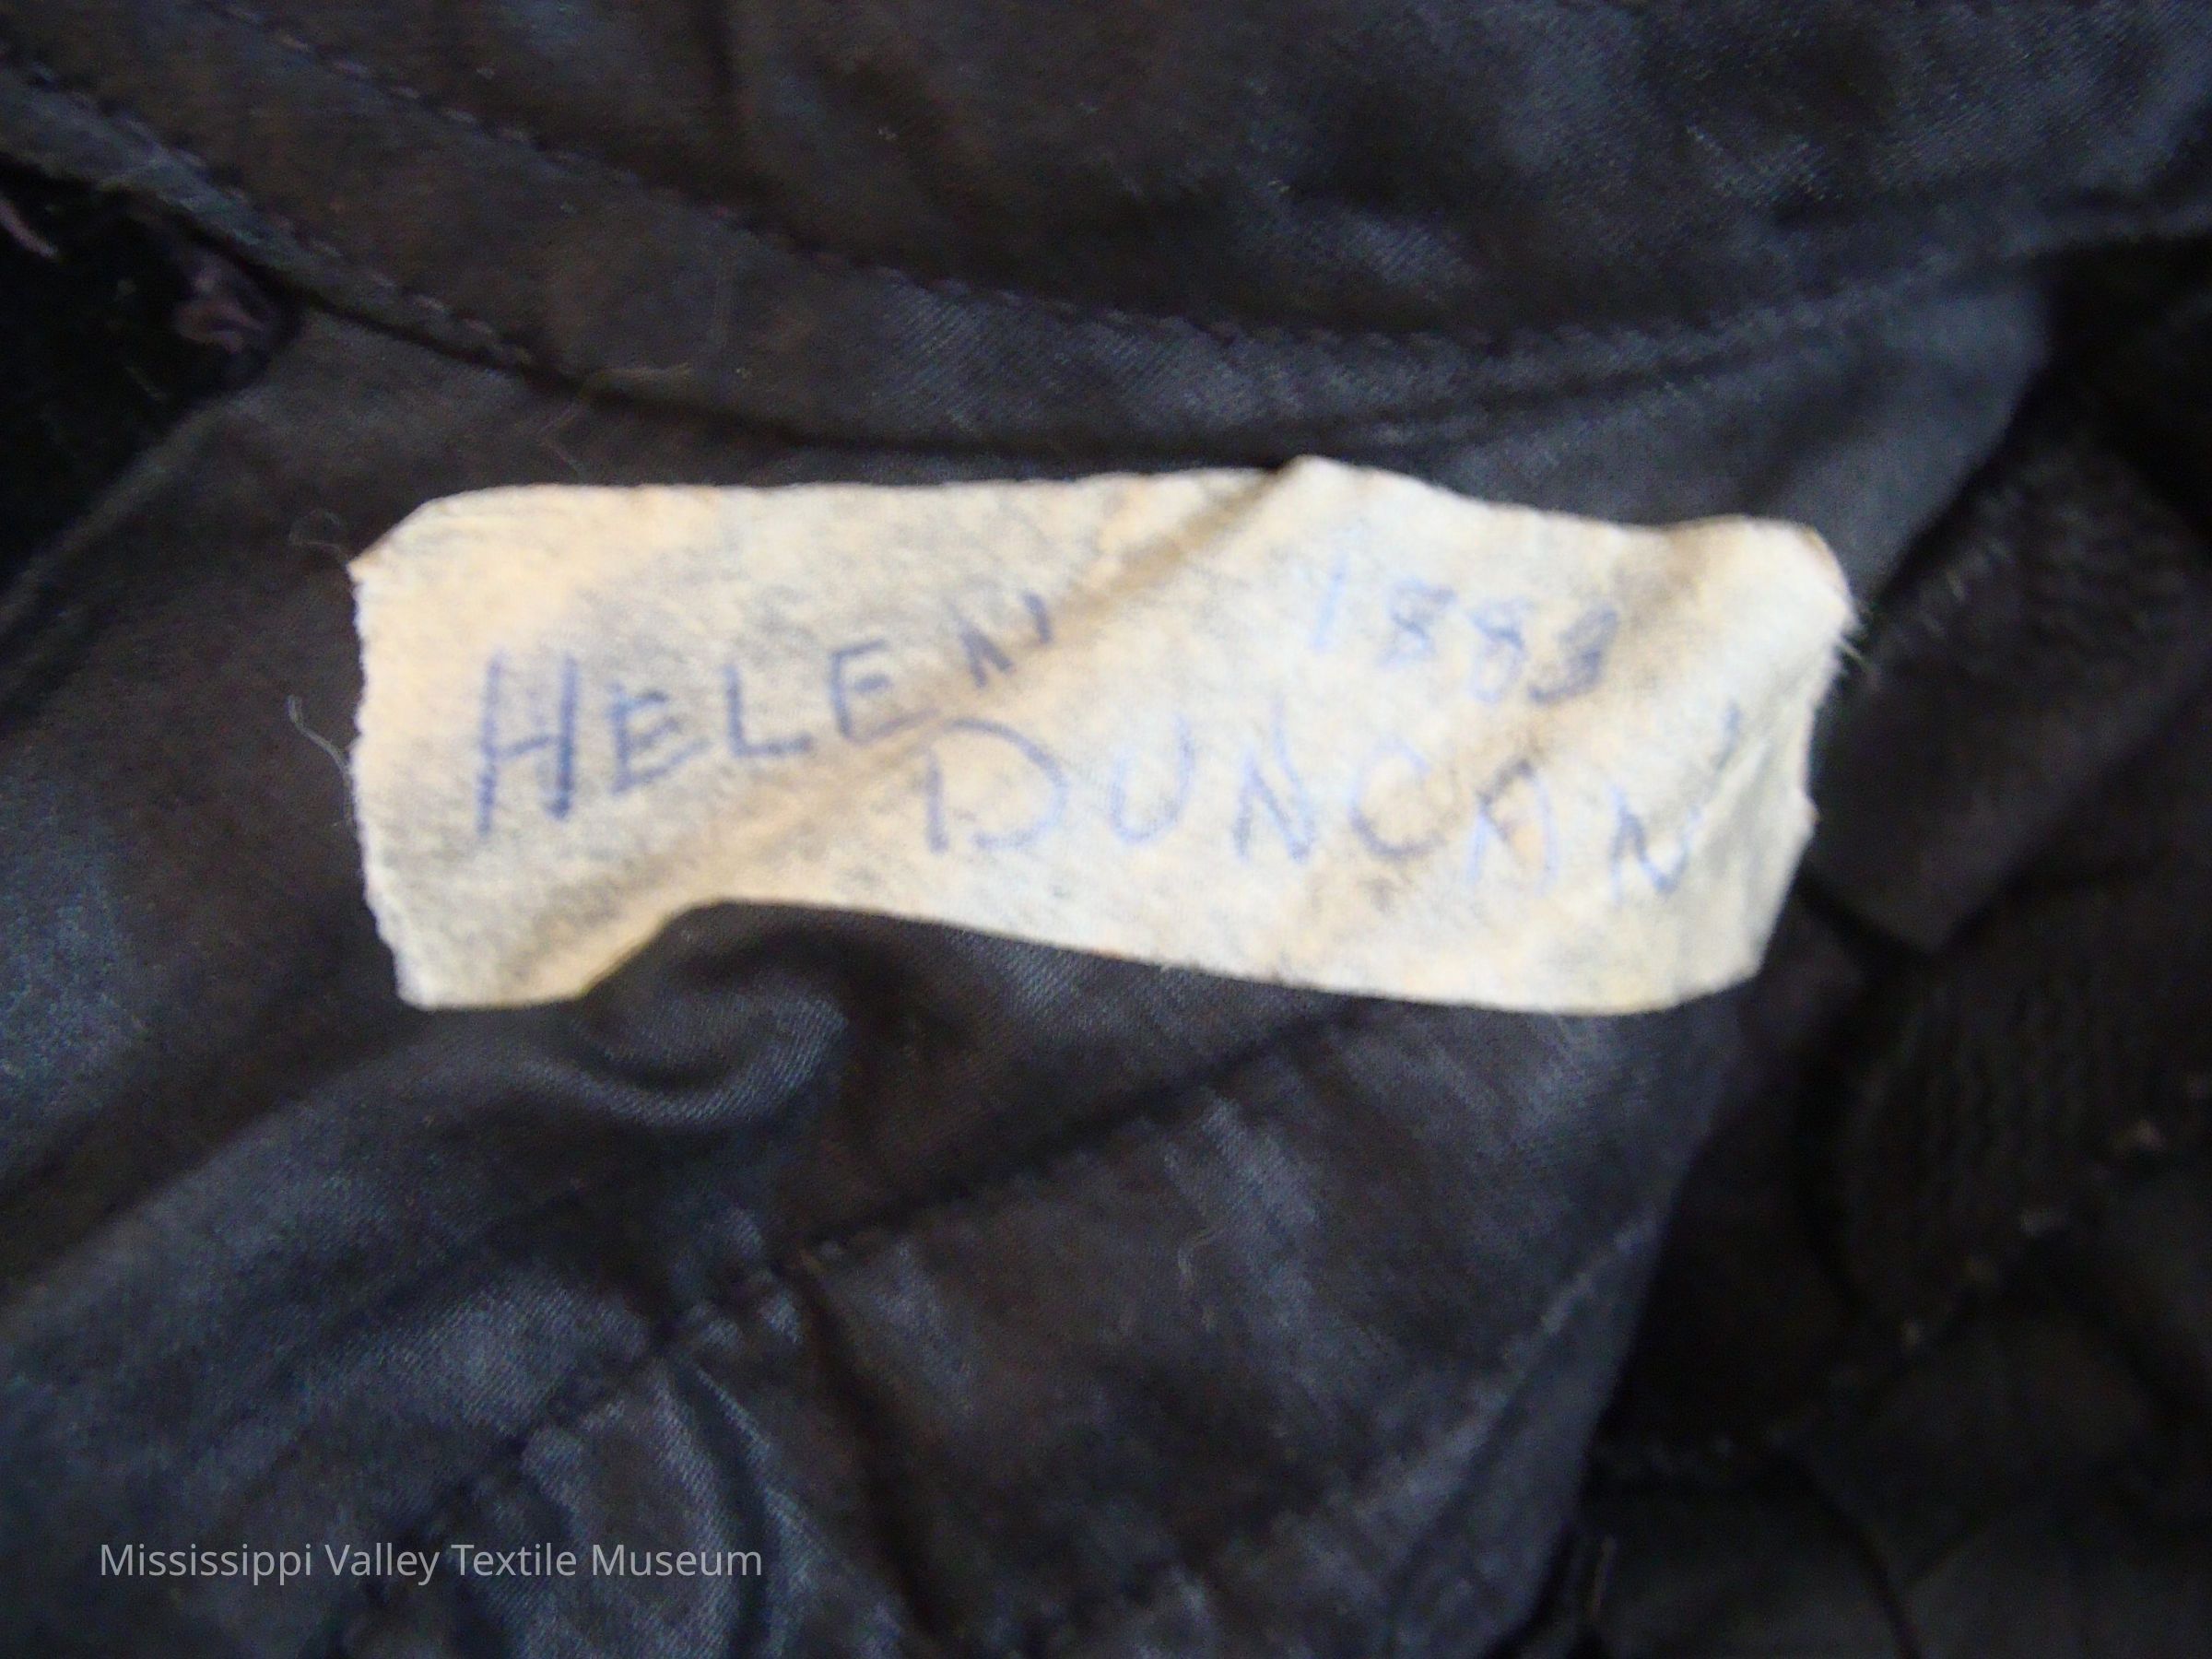 HELEN 1883
DUNCAN
Mississippi Valley Textile Museum